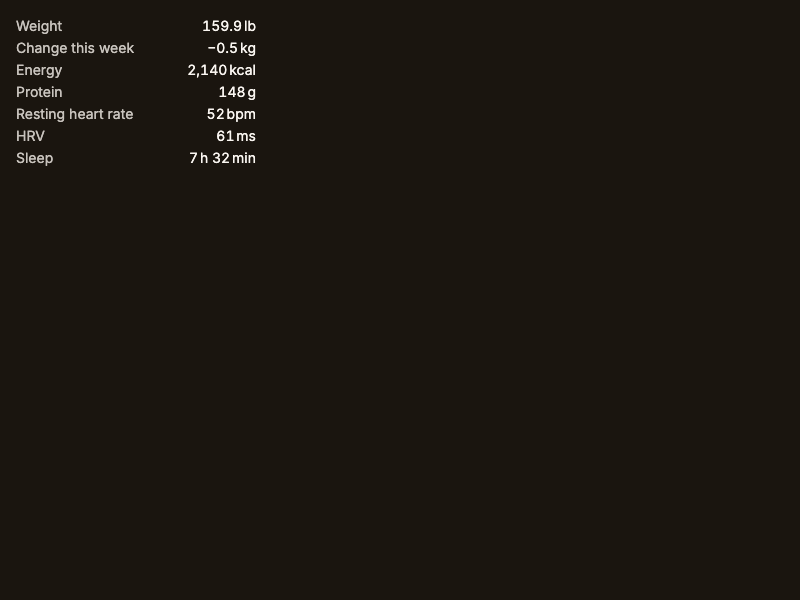 Weight 159.9 lb
Change this week −0.5 kg
Energy 2,140 kcal
Protein 148 g
Resting heart rate 52 bpm
HRV 61 ms
Sleep 7 h 32 min